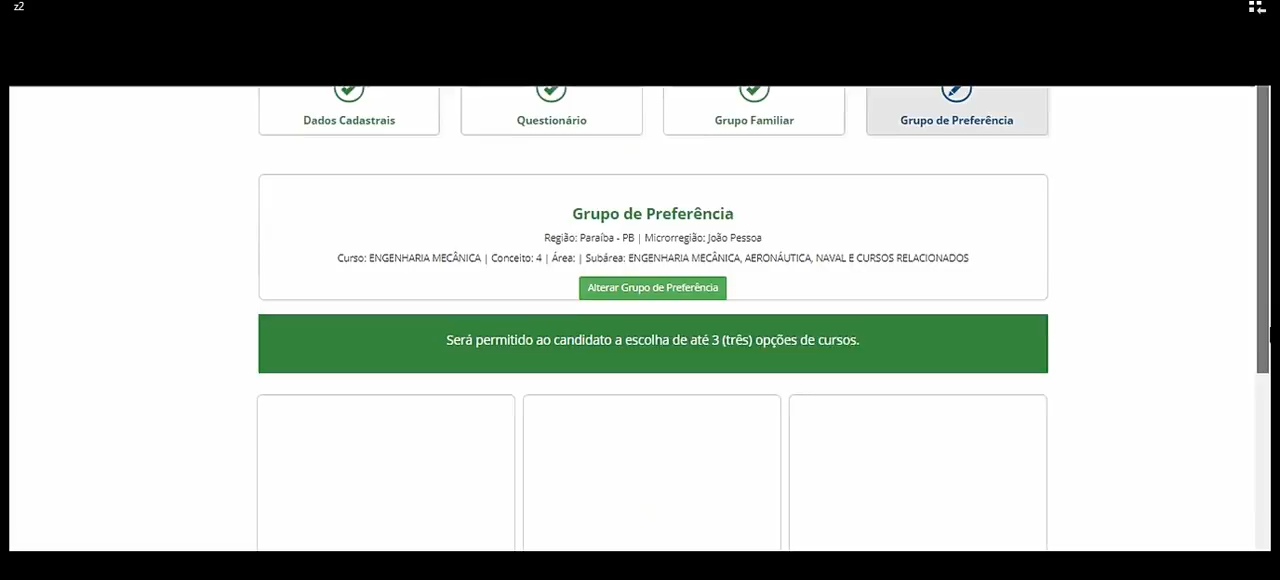 z2
Dados Cadastrais
Questionário
Grupo Familiar
Grupo de Preferência
Grupo de Preferência
Região: Paraíba - PB | Microrregião: João Pessoa
Curso: ENGENHARIA MECÂNICA | Conceito: 4 | Área: | Subárea: ENGENHARIA MECÂNICA, AERONÁUTICA, NAVAL E CURSOS RELACIONADOS
Alterar Grupo de Preferência
Será permitido ao candidato a escolha de até 3 (três) opções de cursos.